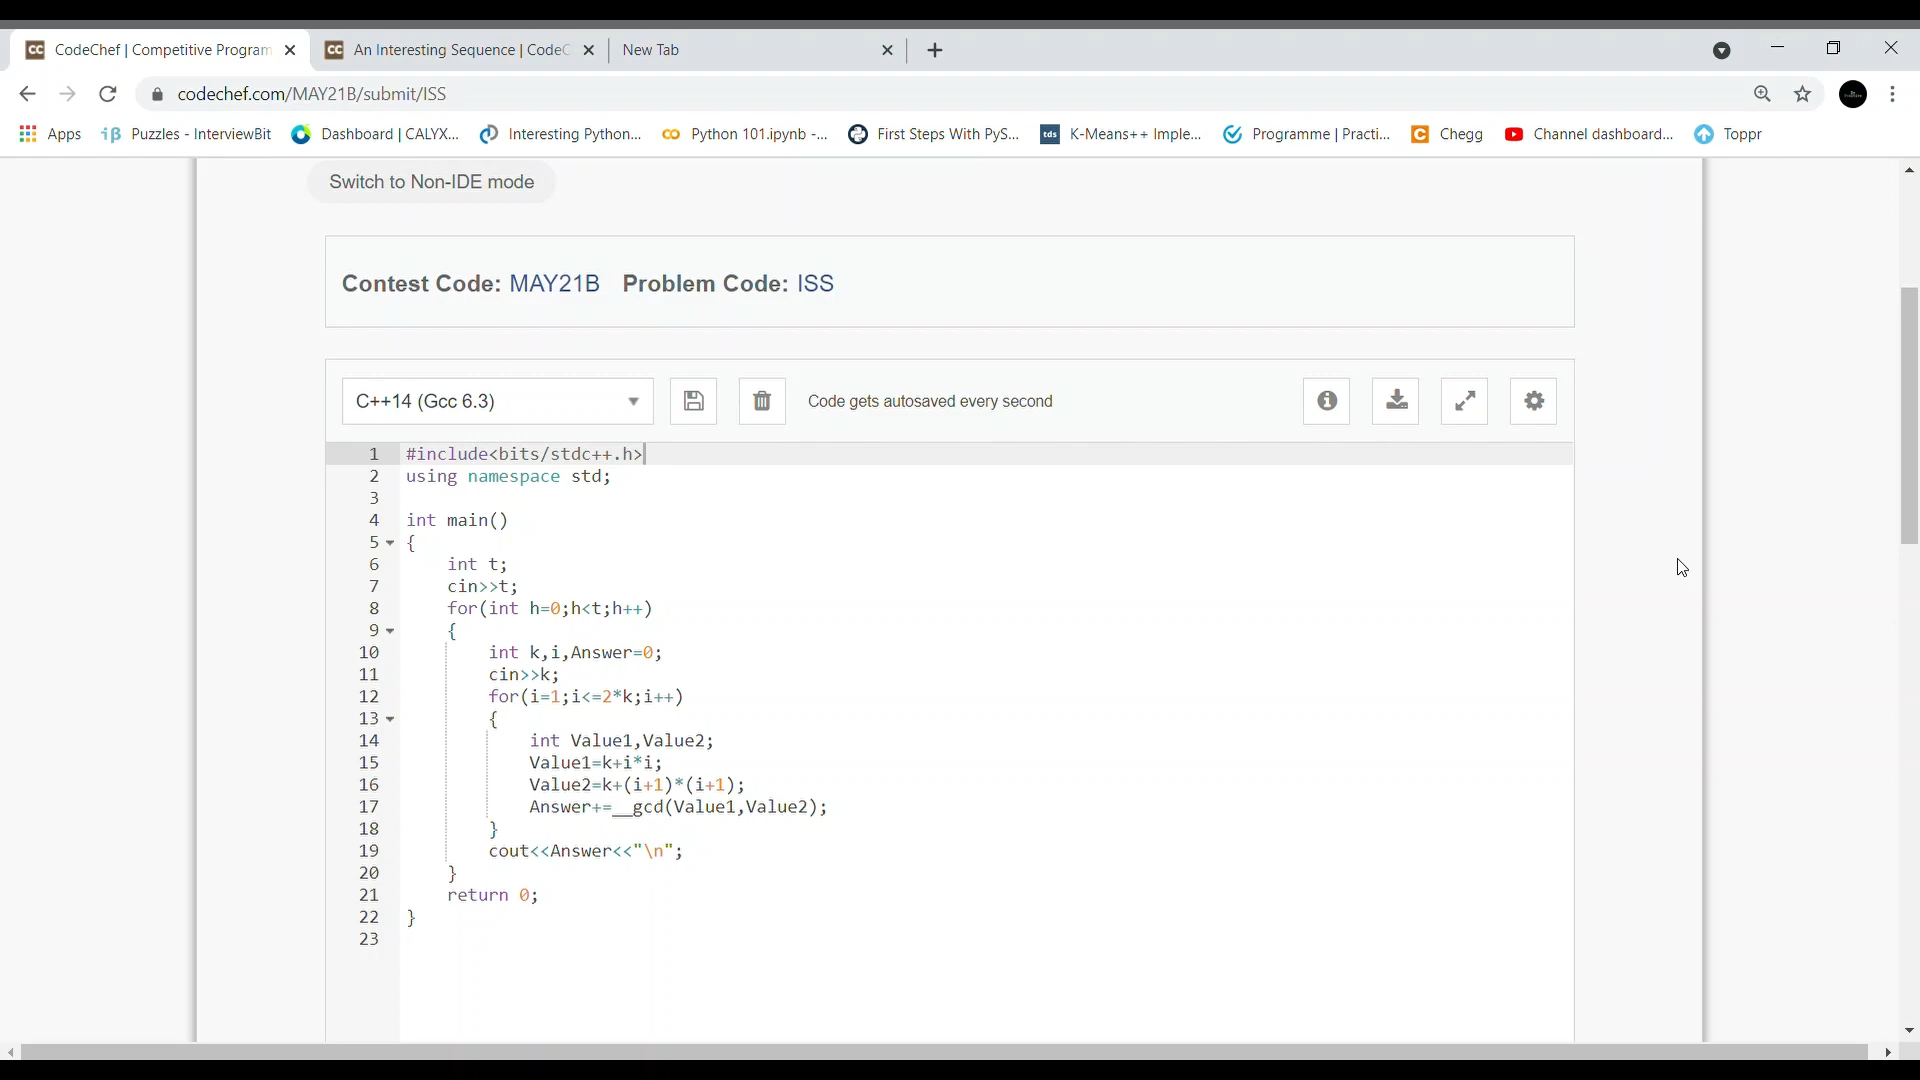 CodeChef | Competitive Program
An Interesting Sequence | CodeC
New Tab
codechef.com/MAY21B/submit/ISS
Apps
Puzzles - InterviewBit
Dashboard | CALYX...
Interesting Python...
Python 101.ipynb -...
First Steps With PyS...
tds K-Means++ Imple...
Programme | Practi...
C Chegg
Channel dashboard...
Toppr
Switch to Non-IDE mode
Contest Code: MAY21B Problem Code: ISS
C++14 (Gcc 6.3)
Code gets autosaved every second
1 #include<bits/stdc++.h>
2 using namespace std;
3
4 int main()
5 {
6 int t;
7 cin>>t;
8 for(int h=0;h<t;h++)
9 {
10 int k,i,Answer=0;
11 cin>>k;
12 for(i=1;i<=2*k;i++)
13 {
14 int Value1,Value2;
15 Value1=k+i*i;
16 Value2=k+(i+1)*(i+1);
17 Answer+=__gcd(Value1,Value2);
18 }
19 cout<<Answer<<"\n";
20 }
21 return 0;
22 }
23